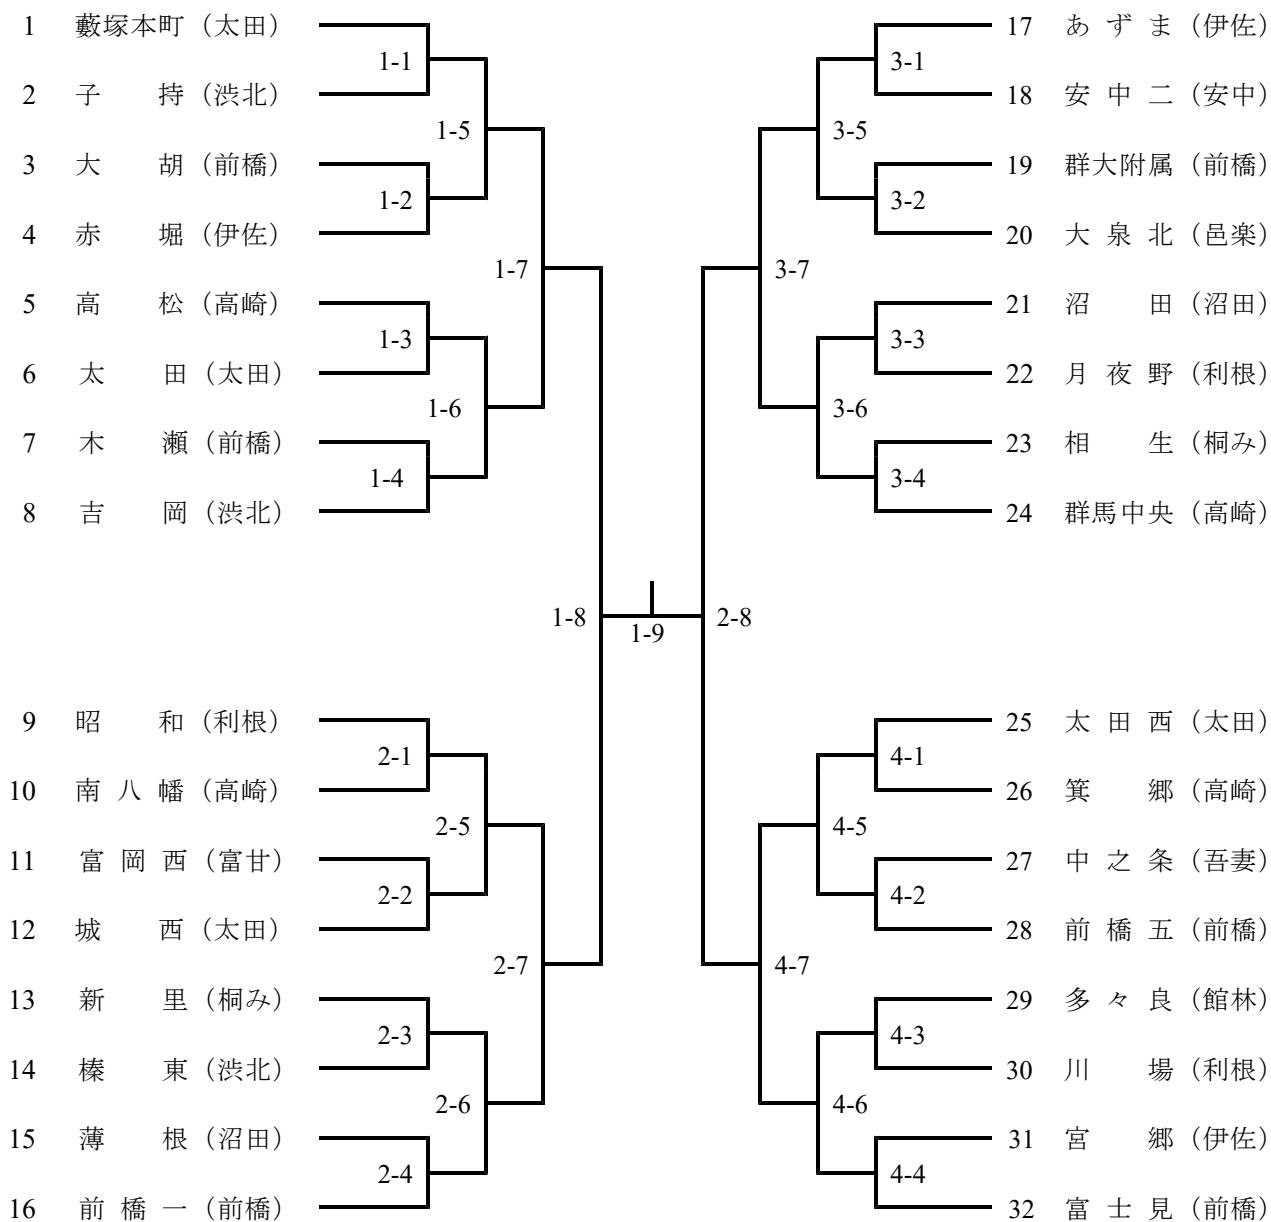 1 藪塚本町（太田）
1-1
2 子 持（渋北）
1-5
3 大 胡（前橋）
1-2
4 赤 堀（伊佐）
1-7
5 高 松（高崎）
1-3
6 太 田（太田）
1-6
7 木 瀬（前橋）
1-4
8 吉 岡（渋北）
1-8
1-9
2-8
9 昭 和（利根）
2-1
10 南 八 幡（高崎）
2-5
11 富 岡 西（富甘）
2-2
12 城 西（太田）
2-7
13 新 里（桐み）
2-3
14 榛 東（渋北）
2-6
15 薄 根（沼田）
2-4
16 前 橋 一（前橋）
17 あ ず ま（伊佐）
3-1
18 安 中 二（安中）
3-5
19 群大附属（前橋）
3-2
20 大 泉 北（邑楽）
3-7
21 沼 田（沼田）
3-3
22 月 夜 野（利根）
3-6
23 相 生（桐み）
3-4
24 群馬中央（高崎）
25 太 田 西（太田）
4-1
26 箕 郷（高崎）
4-5
27 中 之 条（吾妻）
4-2
28 前 橋 五（前橋）
4-7
29 多 々 良（館林）
4-3
30 川 場（利根）
4-6
31 宮 郷（伊佐）
4-4
32 富 士 見（前橋）